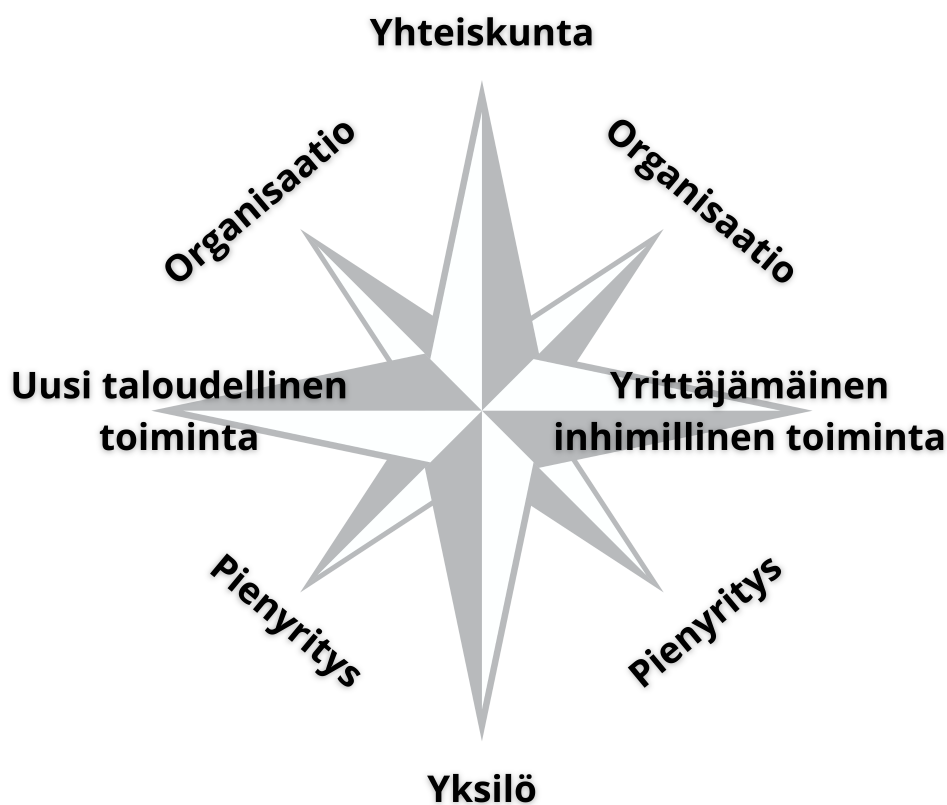 Yhteiskunta
Organisaatio
Organisaatio
Uusi taloudellinen
toiminta
Yrittäjämäinen
inhimillinen toiminta
Pienyritys
Pienyritys
Yksilö